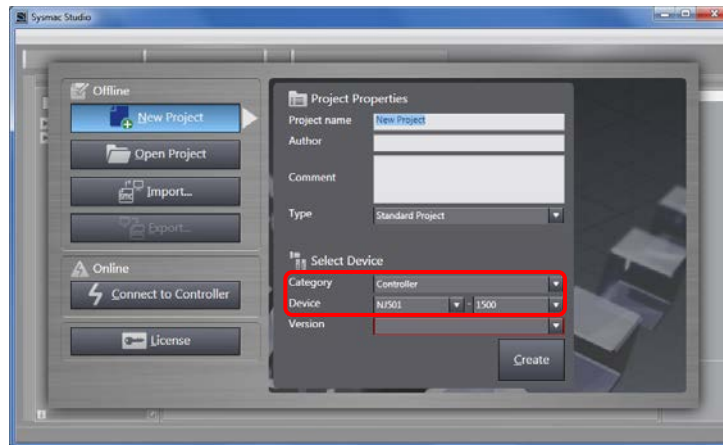 Sysmac Studio
Offline
New Project
Open Project
Import...
Export...
Online
Connect to Controller
License
Project Properties
Project name New Project
Author
Comment
Type Standard Project
Select Device
Category Controller
Device NJ501 - 1500
Version
Create